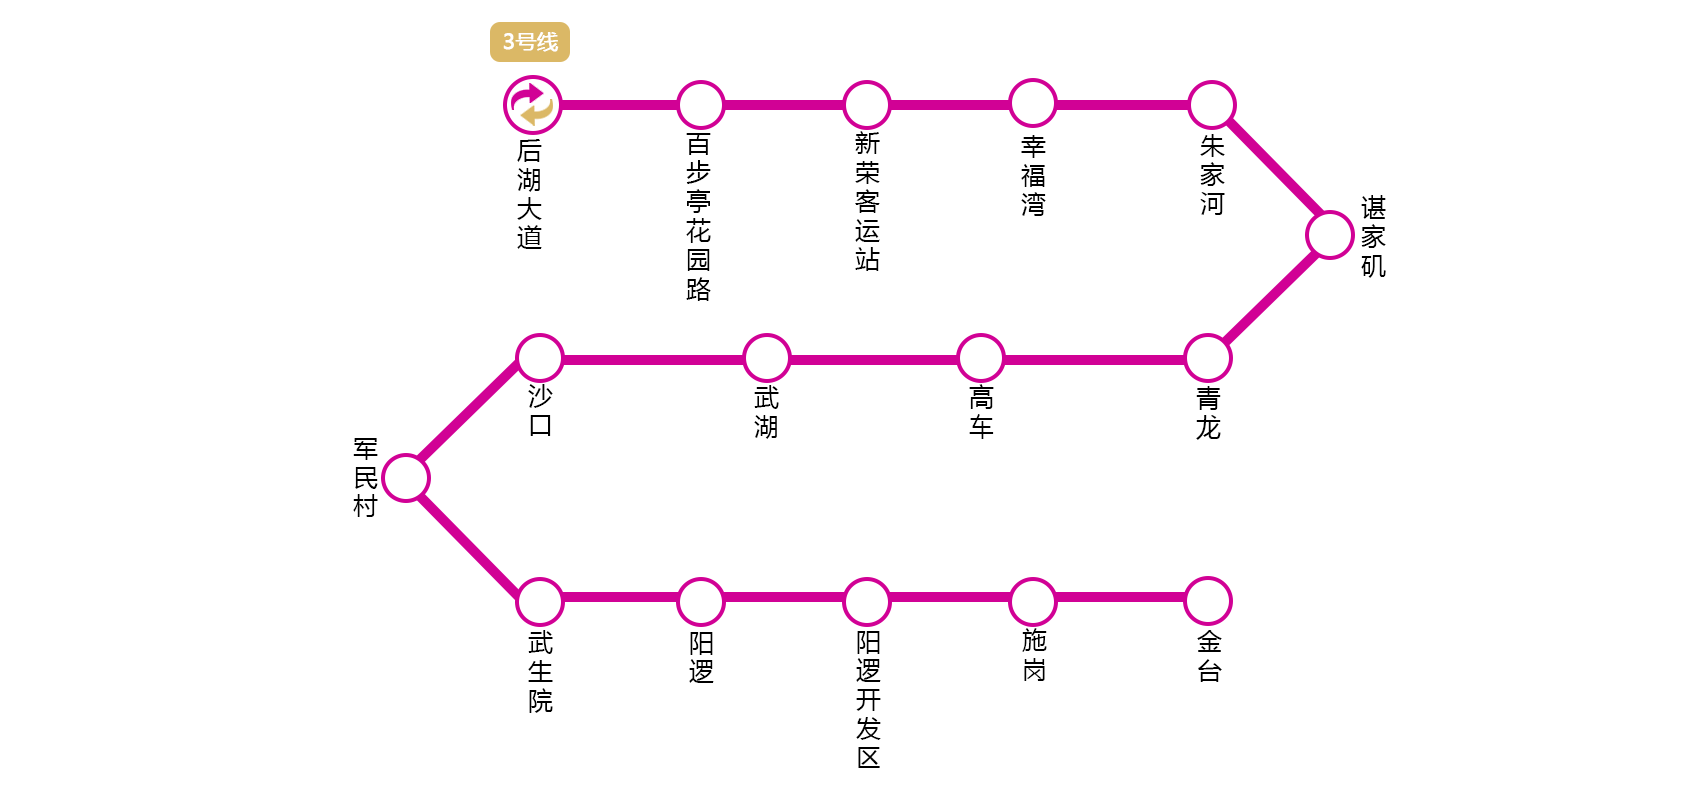 3号线
后湖大道
百步亭花园路
新荣客运站
幸福湾
朱家河
谌家矶
青龙
高车
武湖
沙口
军民村
武生院
阳逻
阳逻开发区
施岗
金台